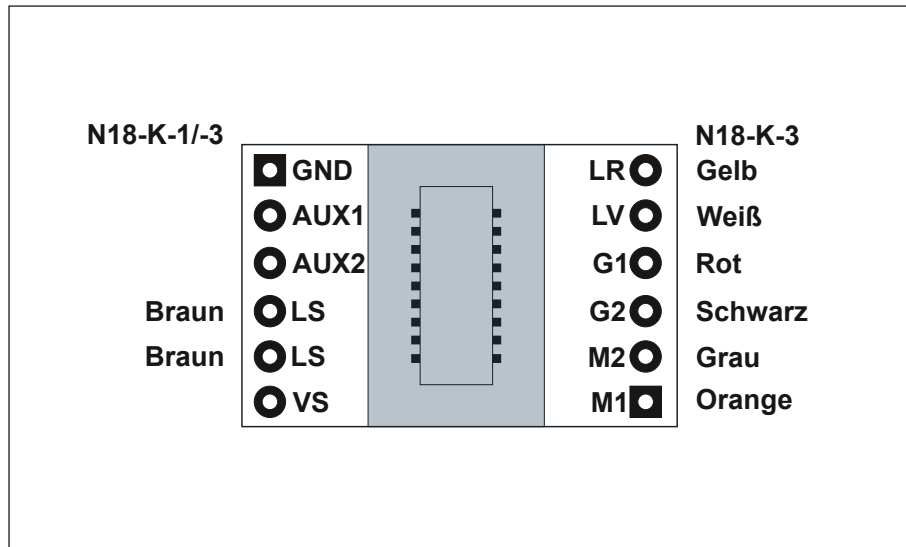 N18-K-1/-3 N18-K-3
GND LR Gelb
AUX1 LV Weiß
AUX2 G1 Rot
Braun LS G2 Schwarz
Braun LS M2 Grau
VS M1 Orange